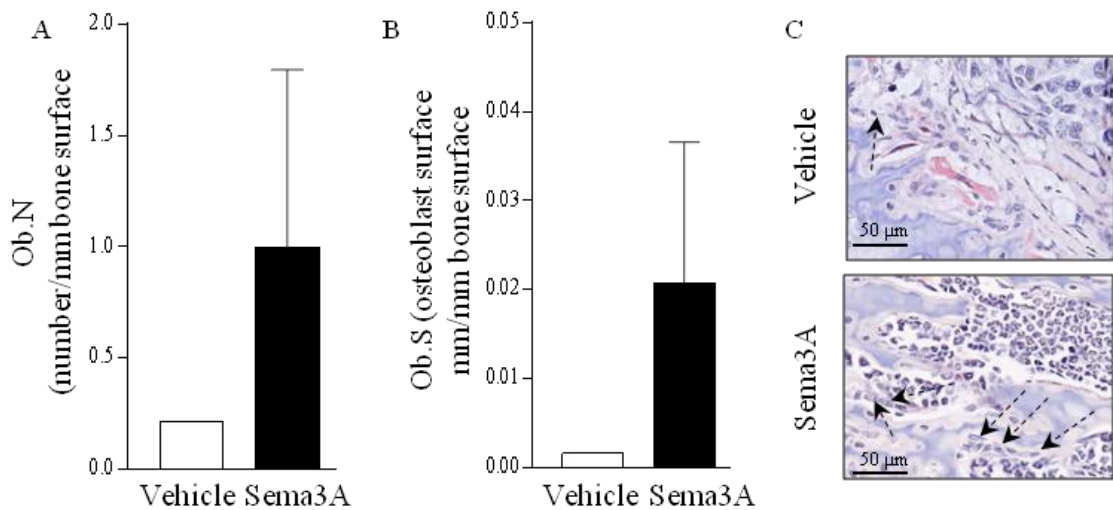 A
Ob.N
(number/mm bone surface
2.0
1.5
1.0
0.5
0.0
Vehicle Sema3A
B
Ob.S (osteoblast surface
mm/mm bone surface
0.05
0.04
0.03
0.02
0.01
0.00
Vehicle Sema3A
C
Vehicle
50 µm
Sema3A
50 µm